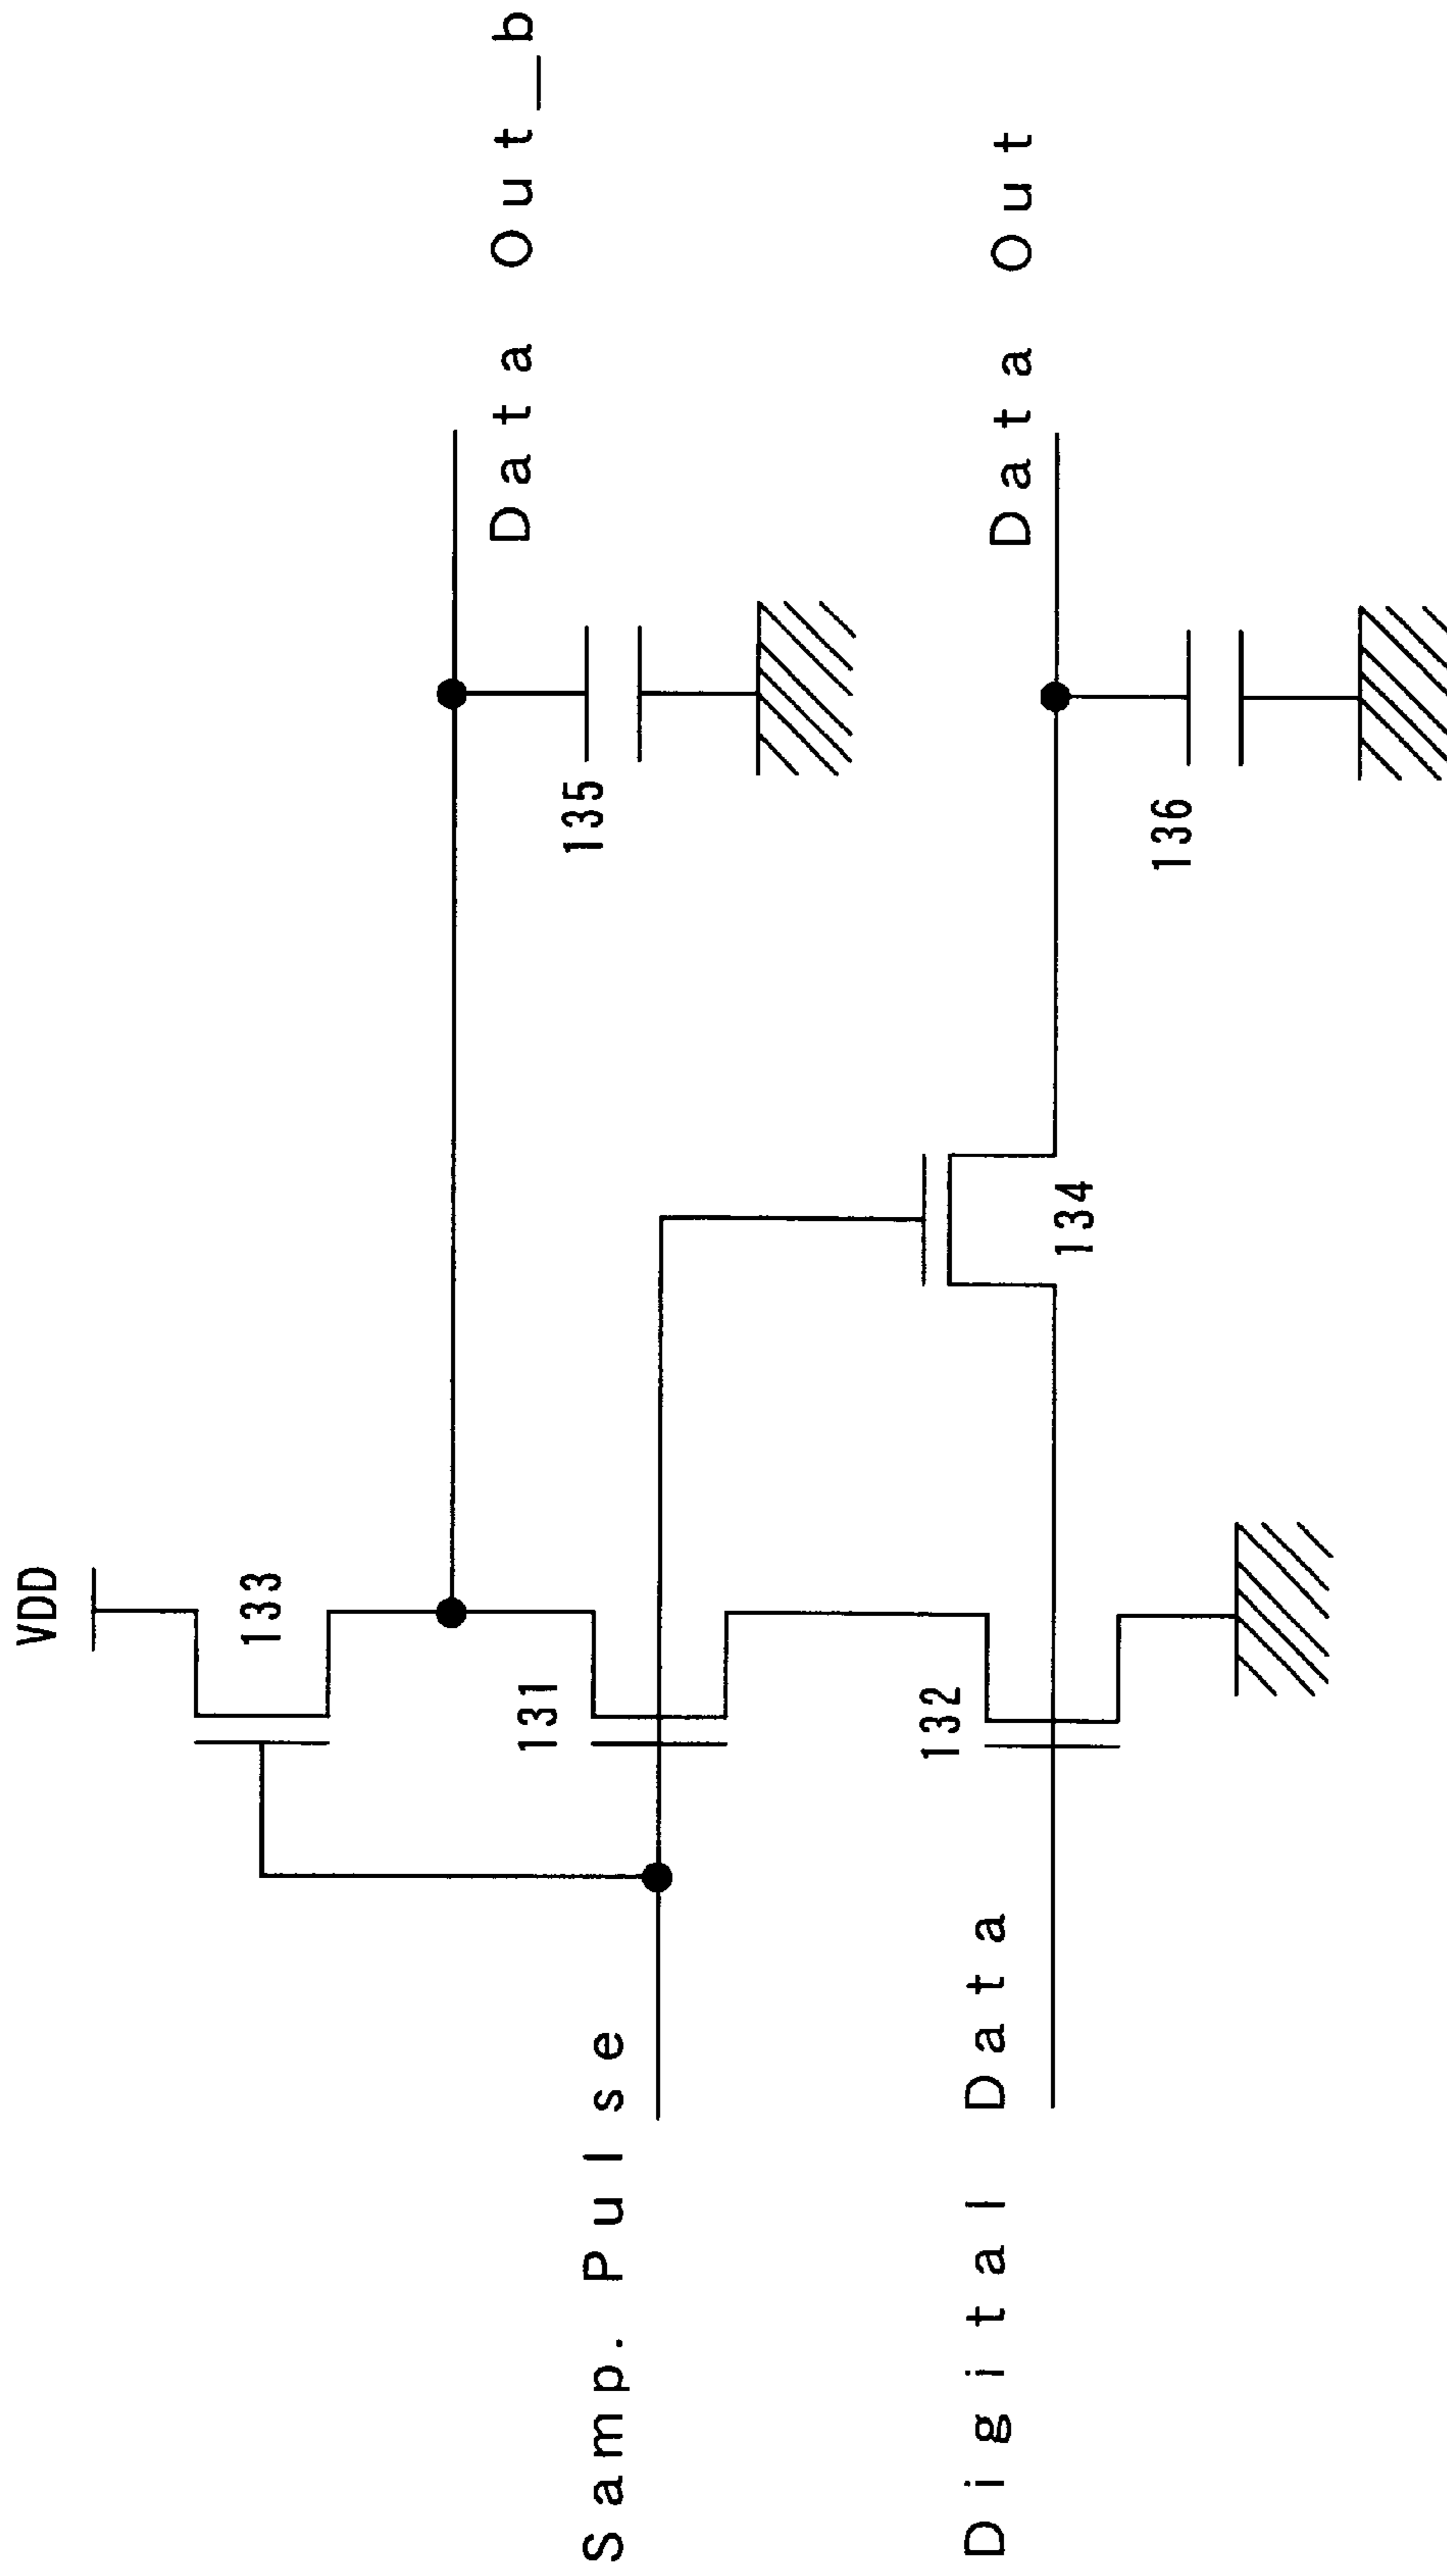 VDD
133
Data Out_b
131
135
Samp. Pulse
132
134
Data Out
Digital Data
136